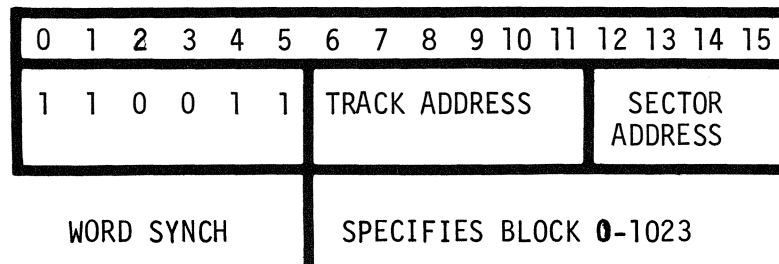 0 1 2 3 4 5 6 7 8 9 10 11 12 13 14 15
1 1 0 0 1 1 TRACK ADDRESS SECTOR ADDRESS
WORD SYNCH SPECIFIES BLOCK 0-1023